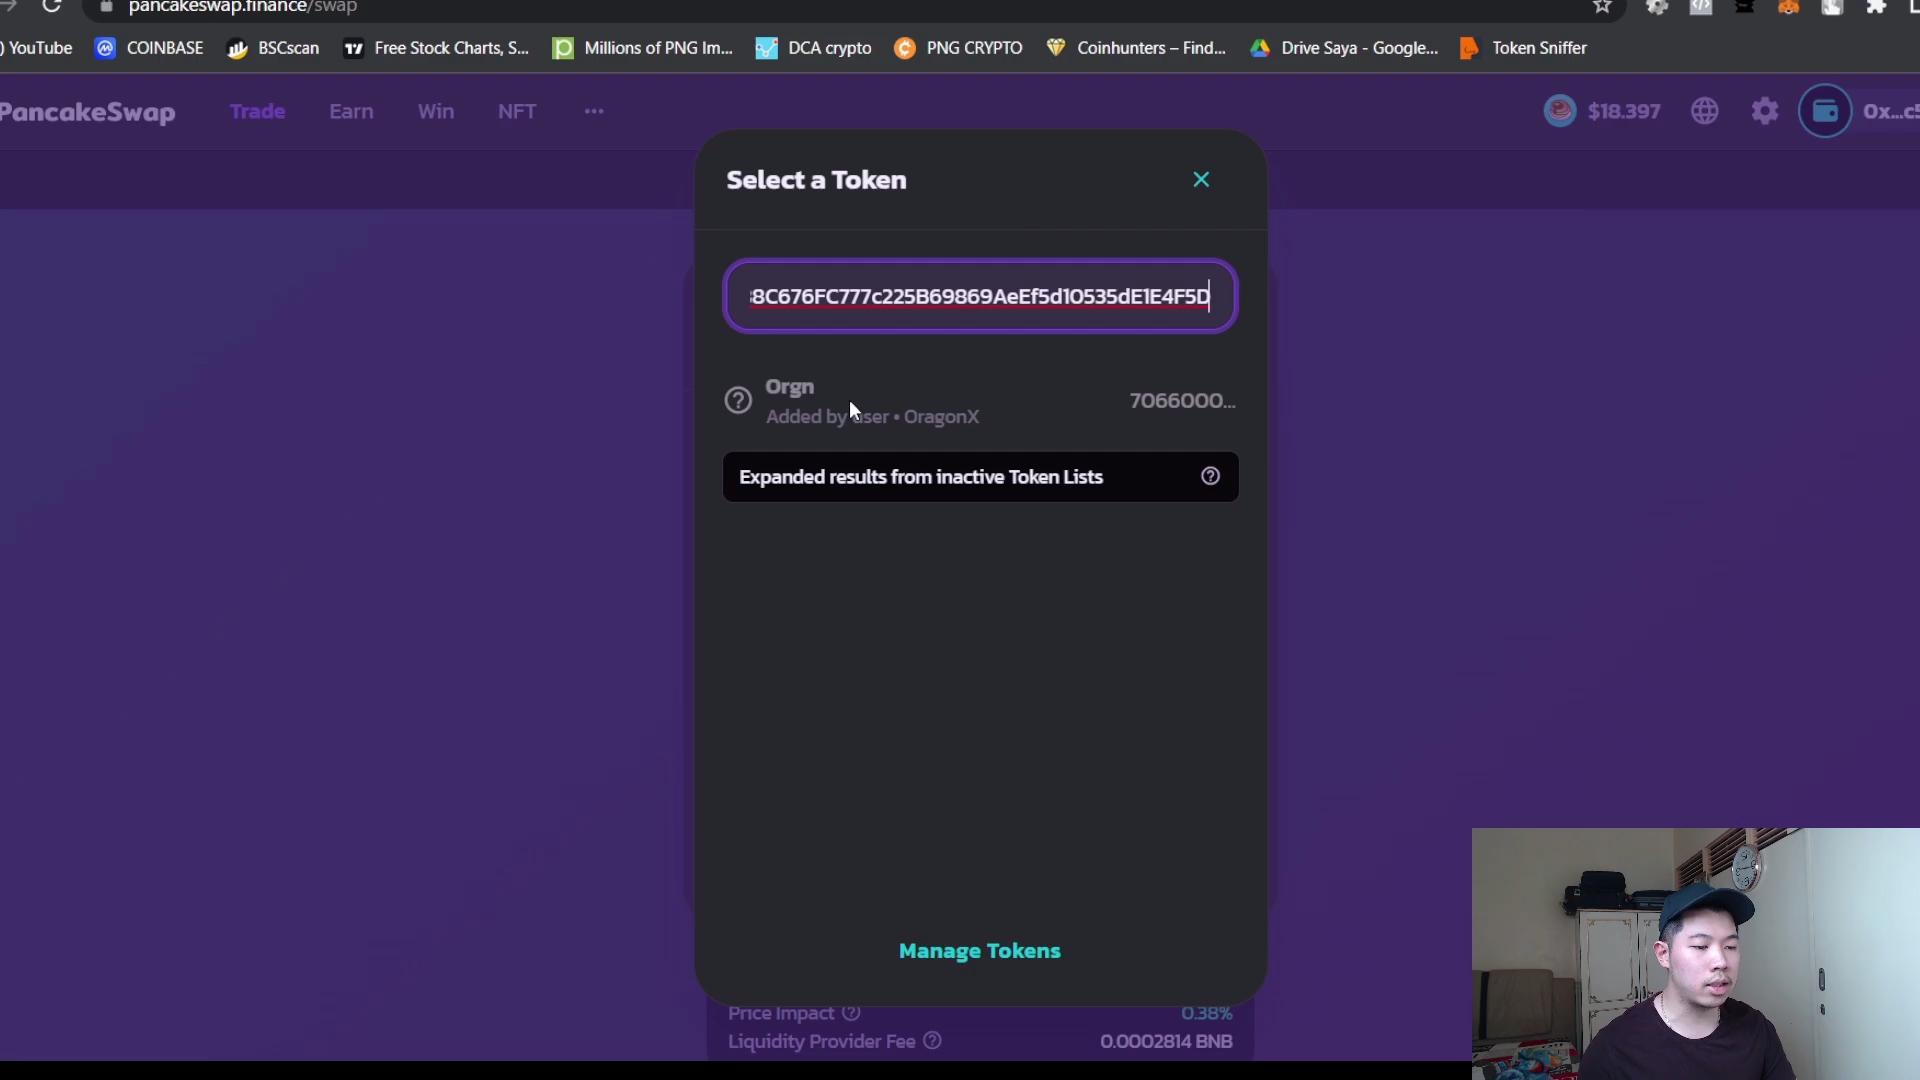 pancakeswap.finance/swap
) YouTube COINBASE BSCscan Free Stock Charts, S... Millions of PNG Im... DCA crypto PNG CRYPTO Coinhunters – Find... Drive Saya - Google... Token Sniffer
PancakeSwap Trade Earn Win NFT ... $18.397 0x...c5
Select a Token
8C676FC777c225B69869AeEf5d10535dE1E4F5D
Orgn
Added by user • OragonX
7066000...
Expanded results from inactive Token Lists
Manage Tokens
Price Impact 0.38%
Liquidity Provider Fee 0.0002814 BNB